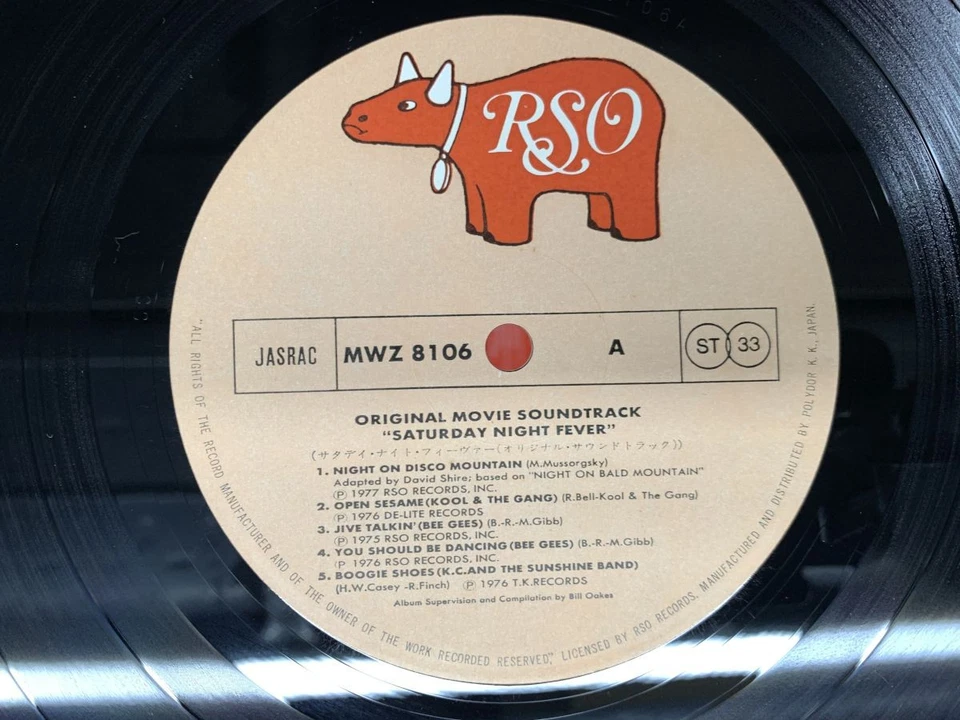 RSO
JASRAC
MWZ 8106
A
ST 33
ORIGINAL MOVIE SOUNDTRACK
"SATURDAY NIGHT FEVER"
(サタデイ・ナイト・フィーヴァー(オリジナル・サウンドトラック))
1. NIGHT ON DISCO MOUNTAIN (M.Mussorgsky)
Adapted by David Shire; based on "NIGHT ON BALD MOUNTAIN"
Ⓟ 1977 RSO RECORDS, INC.
2. OPEN SESAME (KOOL & THE GANG) (R.Bell-Kool & The Gang)
Ⓟ 1976 DE-LITE RECORDS
3. JIVE TALKIN' (BEE GEES) (B.-R.-M.Gibb)
Ⓟ 1975 RSO RECORDS, INC.
4. YOU SHOULD BE DANCING (BEE GEES) (B.-R.-M.Gibb)
Ⓟ 1976 RSO RECORDS, INC.
5. BOOGIE SHOES (K.C.AND THE SUNSHINE BAND)
(H.W.Casey -R.Finch) Ⓟ 1976 T.K.RECORDS
Album Supervision and Compilation by Bill Oakes
"ALL RIGHTS OF THE RECORD MANUFACTURER AND OF THE OWNER OF THE WORK RECORDED RESERVED," LICENSED BY RSO RECORDS. MANUFACTURED AND DISTRIBUTED BY POLYDOR K.K., JAPAN.